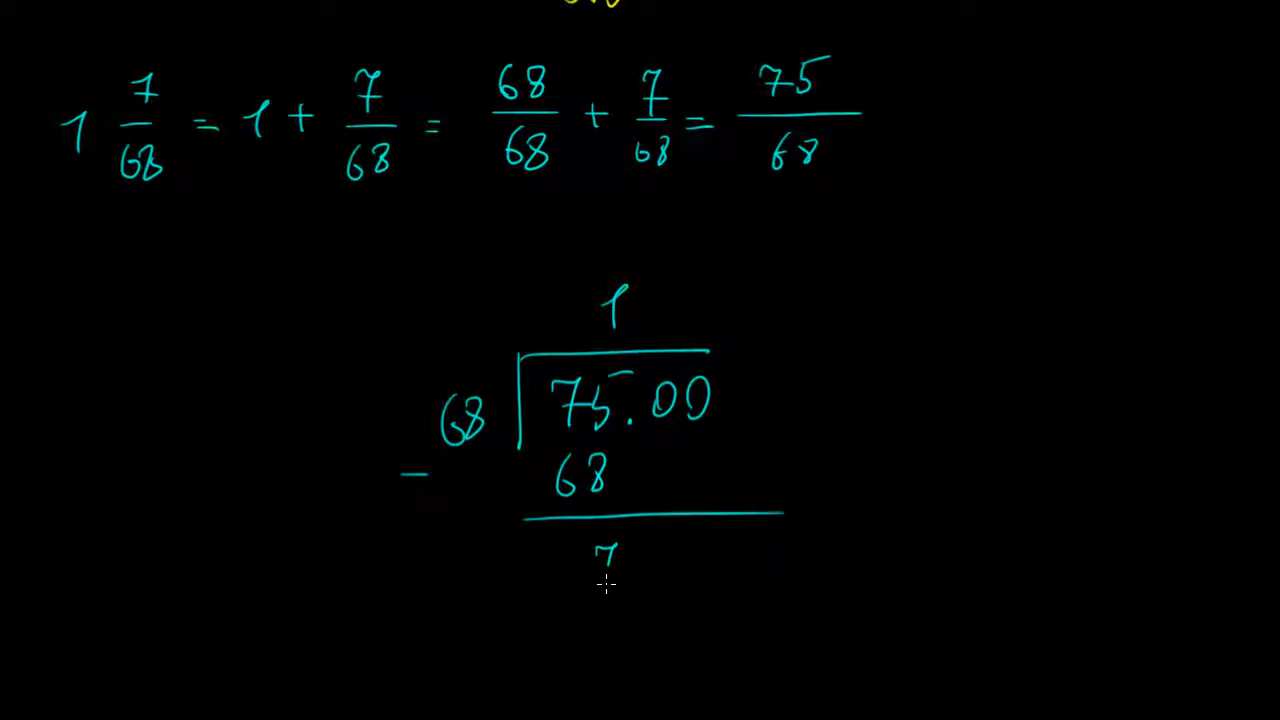 1 7/68 = 1 + 7/68 = 68/68 + 7/68 = 75/68
1
68 75.00
- 68
7